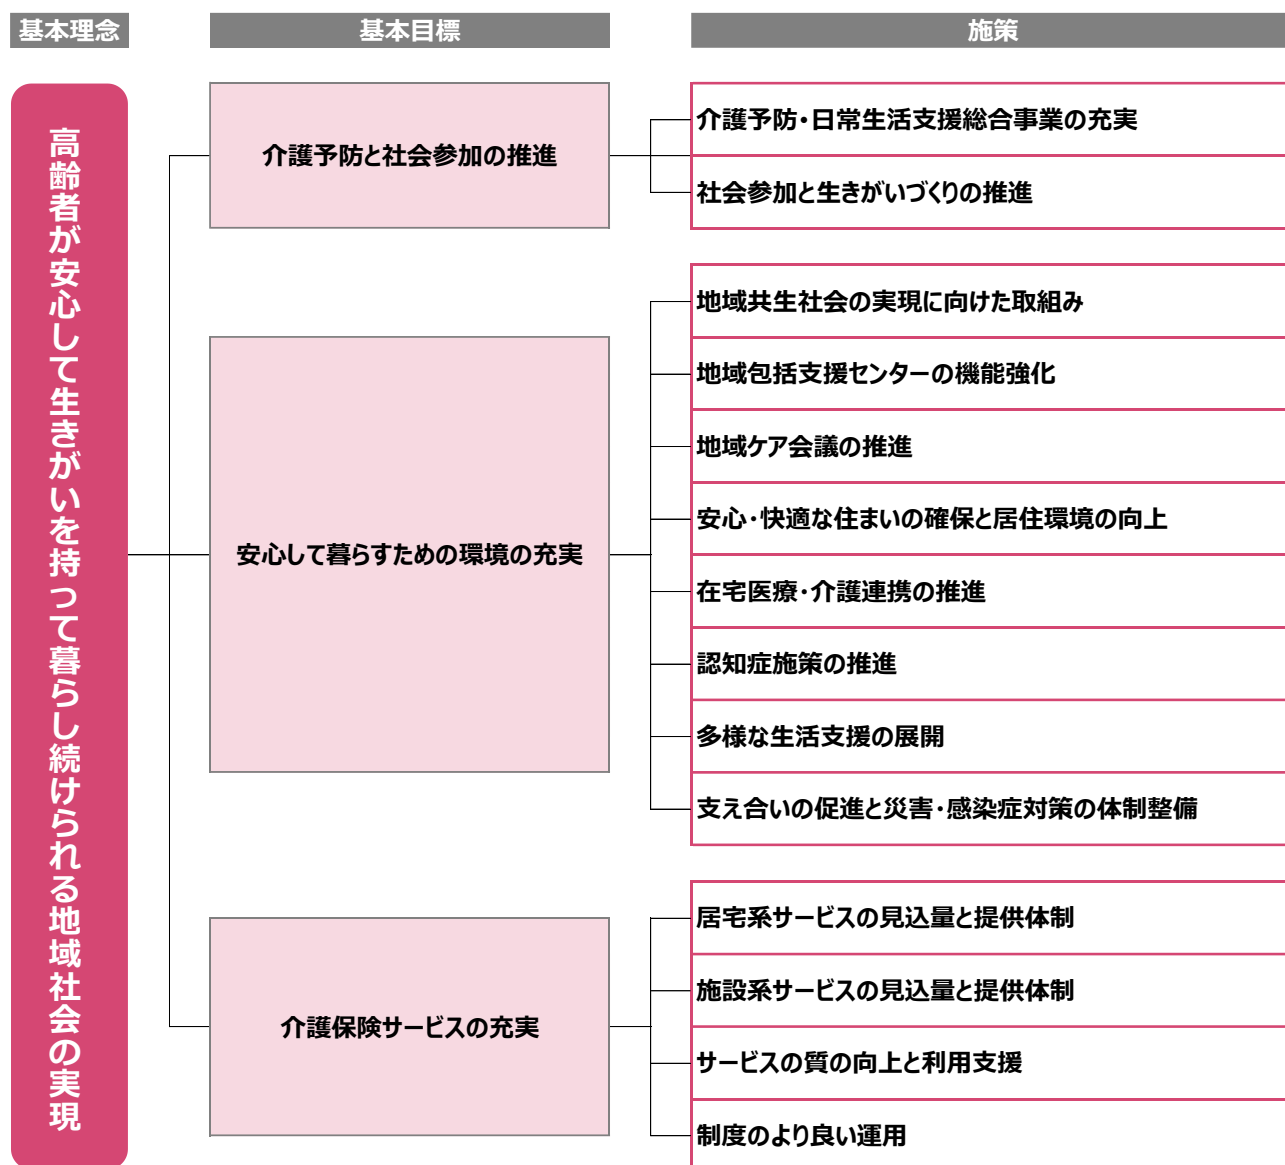 基本理念
基本目標
施策
高齢者が安心して生きがいを持って暮らし続けられる地域社会の実現
介護予防と社会参加の推進
介護予防・日常生活支援総合事業の充実
社会参加と生きがいづくりの推進
安心して暮らすための環境の充実
地域共生社会の実現に向けた取組み
地域包括支援センターの機能強化
地域ケア会議の推進
安心・快適な住まいの確保と居住環境の向上
在宅医療・介護連携の推進
認知症施策の推進
多様な生活支援の展開
支え合いの促進と災害・感染症対策の体制整備
介護保険サービスの充実
居宅系サービスの見込量と提供体制
施設系サービスの見込量と提供体制
サービスの質の向上と利用支援
制度のより良い運用